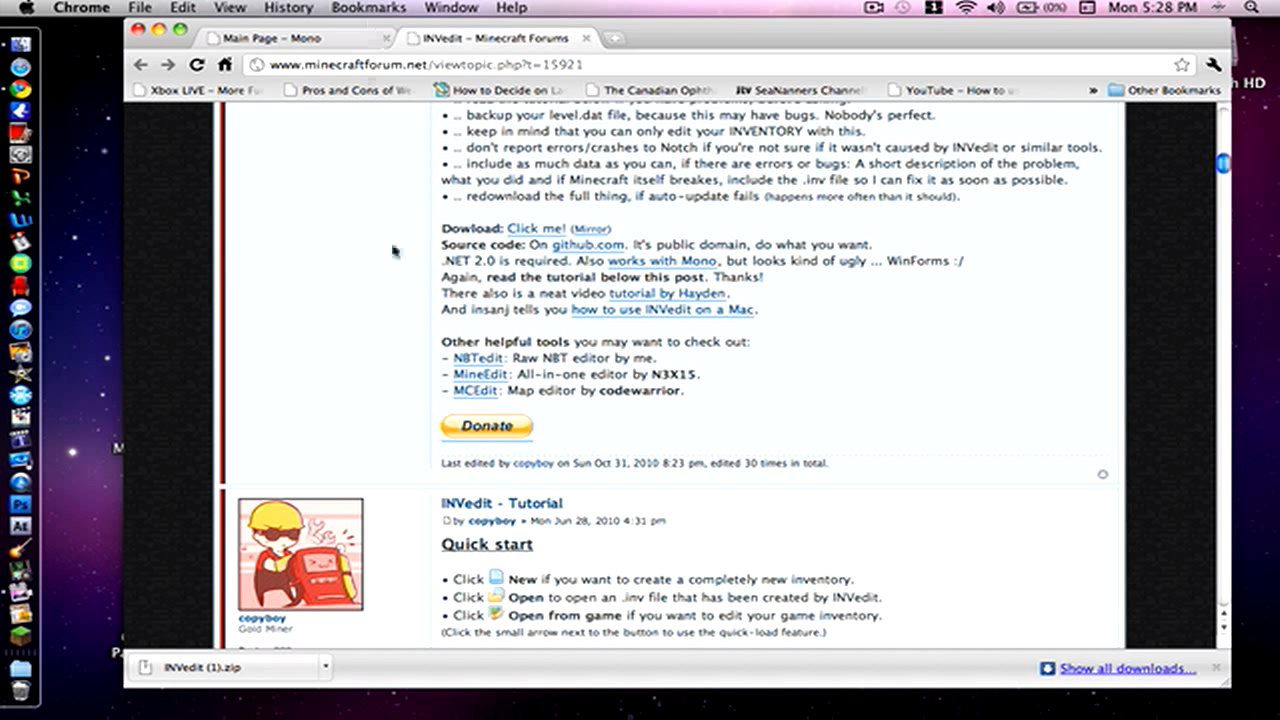 Chrome File Edit View History Bookmarks Window Help (0%) Mon 5:28 PM
Main Page – Mono
INVedit – Minecraft Forums
www.minecraftforum.net/viewtopic.php?t=15921
Xbox LIVE – More Fu
Pros and Cons of We
How to Decide on La
The Canadian Ophth
SeaNanners Channe
YouTube – How to u
» Other Bookmarks
h HD
• .. backup your level.dat file, because this may have bugs. Nobody's perfect.
• .. keep in mind that you can only edit your INVENTORY with this.
• .. don't report errors/crashes to Notch if you're not sure if it wasn't caused by INVedit or similar tools.
• .. include as much data as you can, if there are errors or bugs: A short description of the problem,
what you did and if Minecraft itself breakes, include the .inv file so I can fix it as soon as possible.
• .. redownload the full thing, if auto-update fails (happens more often than it should).
Dowload: Click me! (Mirror)
Source code: On github.com. It's public domain, do what you want.
.NET 2.0 is required. Also works with Mono, but looks kind of ugly ... WinForms :/
Again, read the tutorial below this post. Thanks!
There also is a neat video tutorial by Hayden.
And insanj tells you how to use INVedit on a Mac.
Other helpful tools you may want to check out:
– NBTedit: Raw NBT editor by me.
– MineEdit: All-in-one editor by N3X15.
– MCEdit: Map editor by codewarrior.
Donate
Last edited by copyboy on Sun Oct 31, 2010 8:23 pm, edited 30 times in total.
INVedit - Tutorial
by copyboy » Mon Jun 28, 2010 4:31 pm
Quick start
• Click New if you want to create a completely new inventory.
• Click Open to open an .inv file that has been created by INVedit.
• Click Open from game if you want to edit your game inventory.
(Click the small arrow next to the button to use the quick-load feature.)
copyboy
Gold Miner
INVedit (1).zip
Show all downloads...